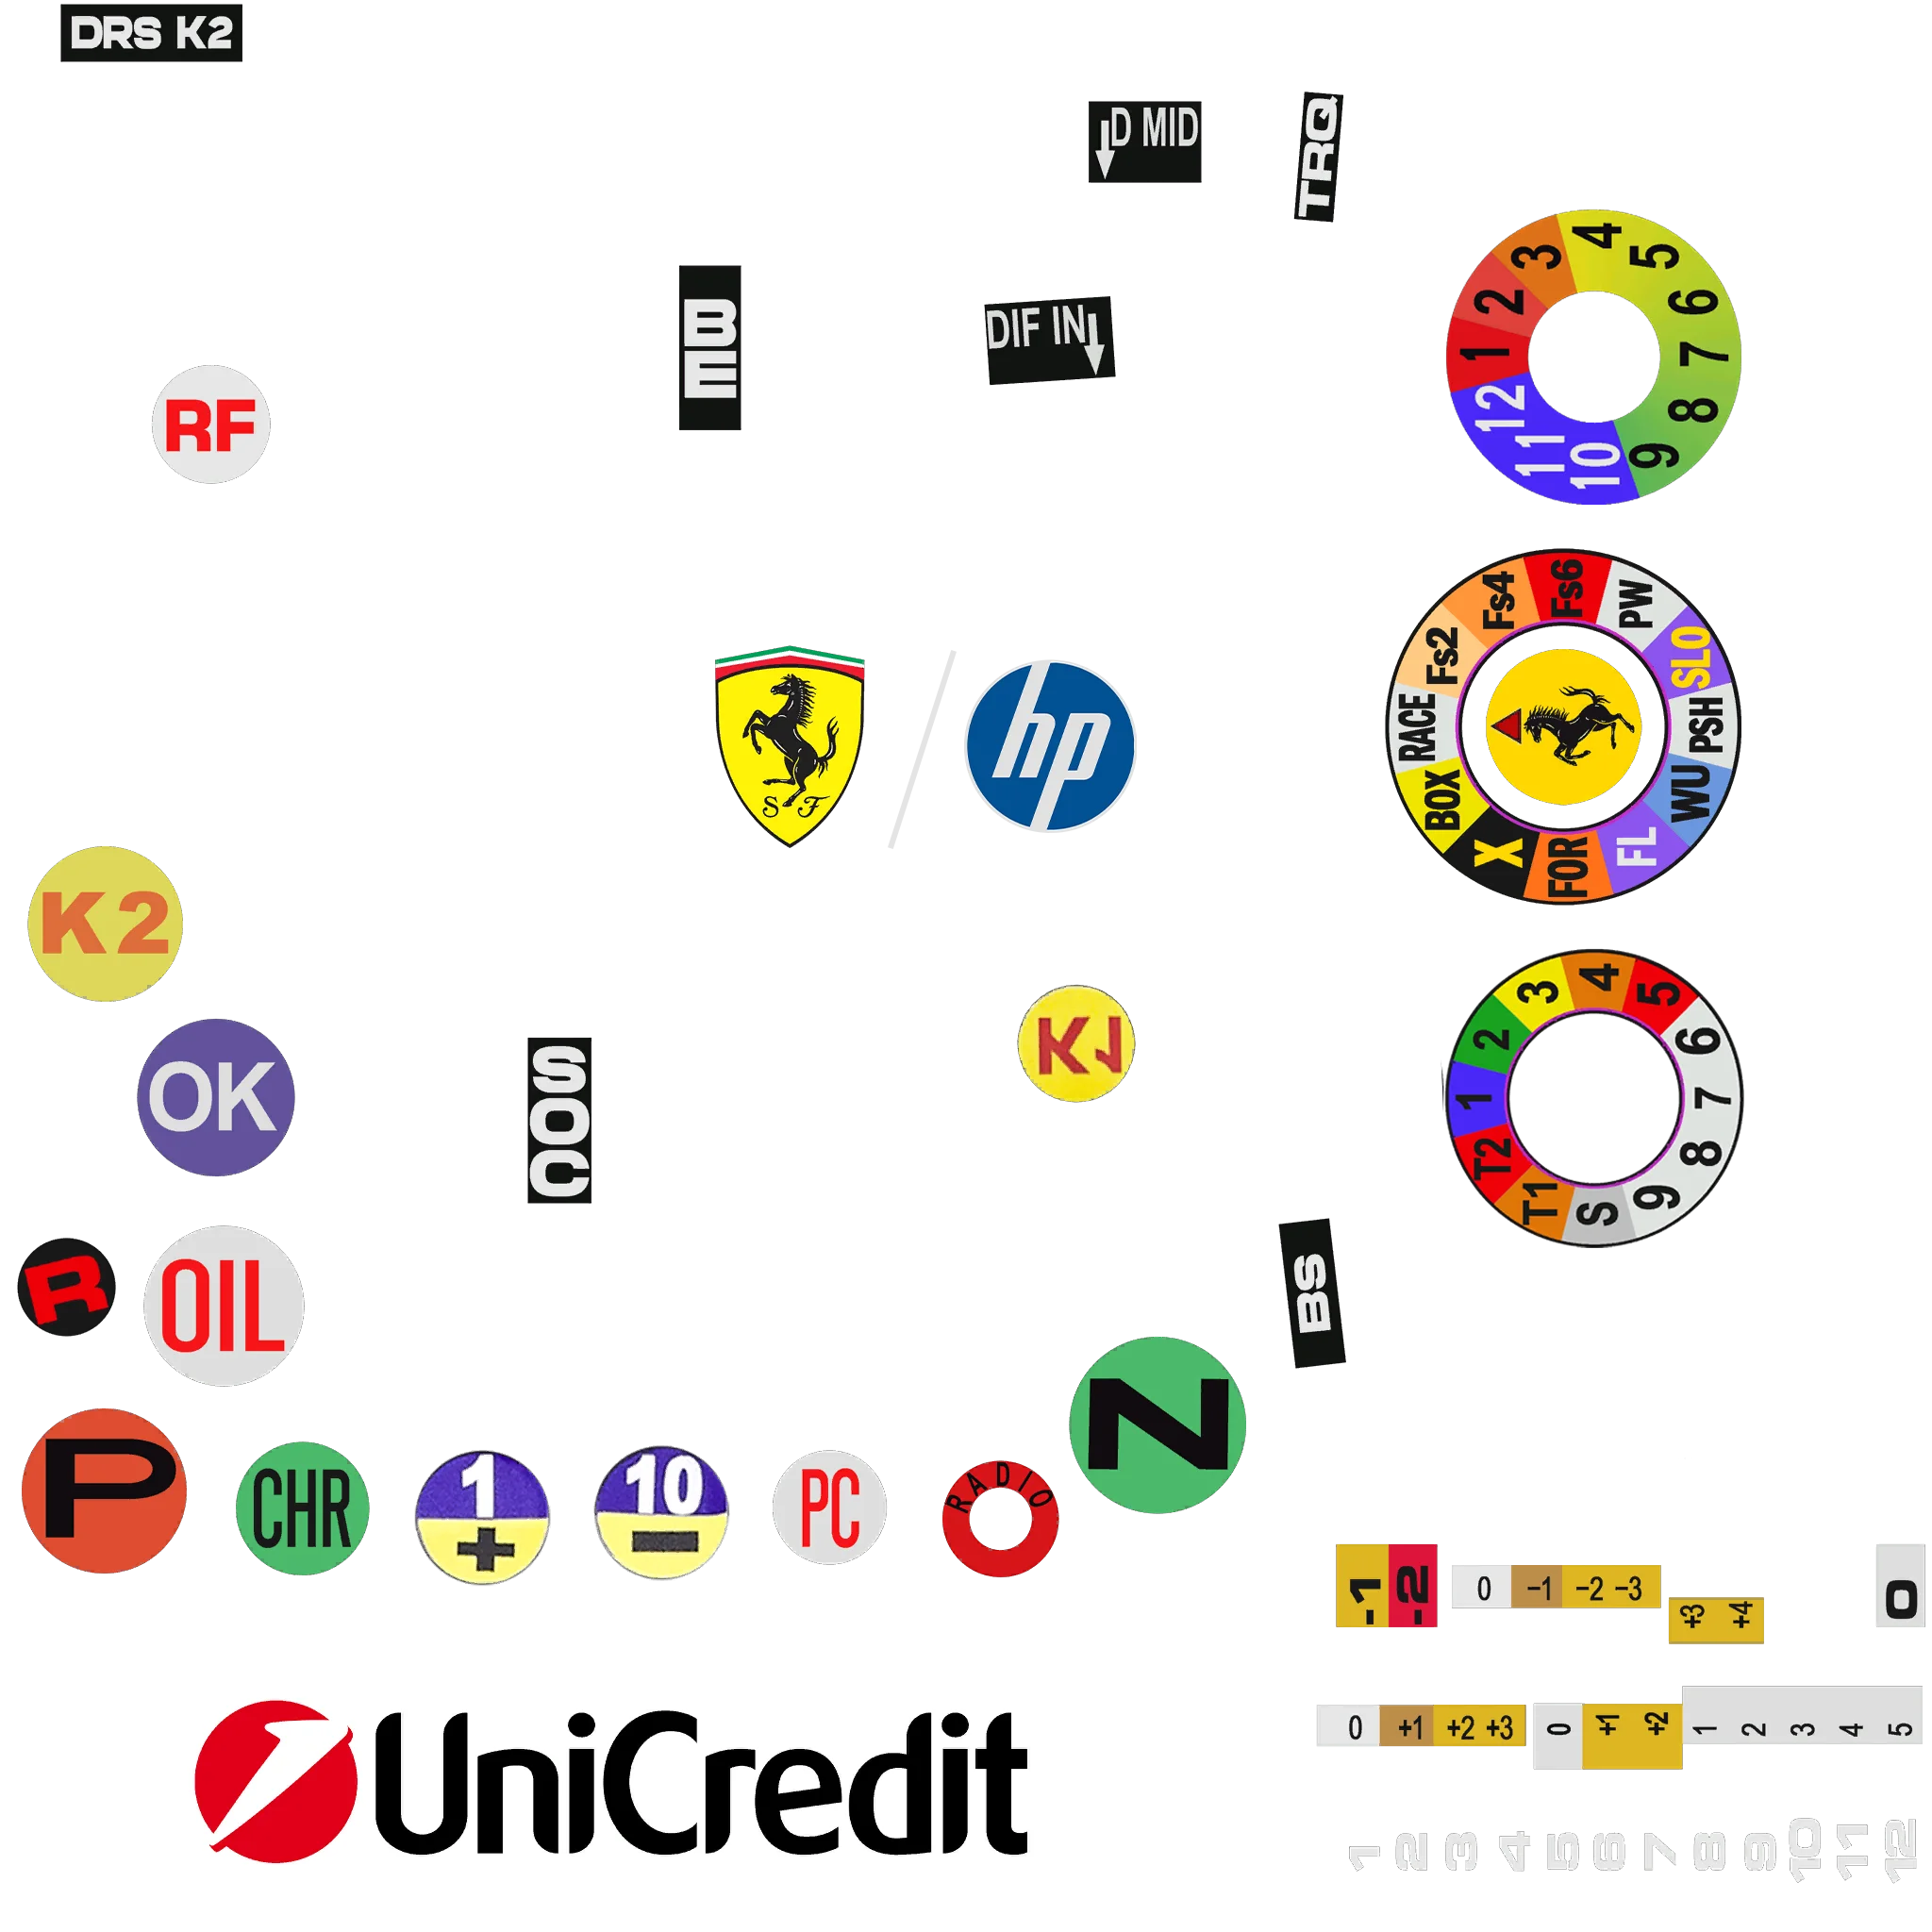 DRS K2
D MID
TRQ
B
E
DIF IN
RF
1
2
3
4
5
6
7
8
9
10
11
12
RACE
Fs2
Fs4
Fs6
PW
SLO
PSH
WU
FL
FOR
X
BOX
S F
hp
K2
KJ
OK
S
O
C
1
2
3
4
5
6
7
8
9
S
T1
T2
R
OIL
BS
N
P
CHR
1
+
10
−
PC
RADIO
-1
-2
0 −1 −2 −3
+3
+4
0
0 +1 +2 +3
0
+1
+2
1
2
3
4
5
UniCredit
1
2
3
4
5
6
7
8
9
10
11
12